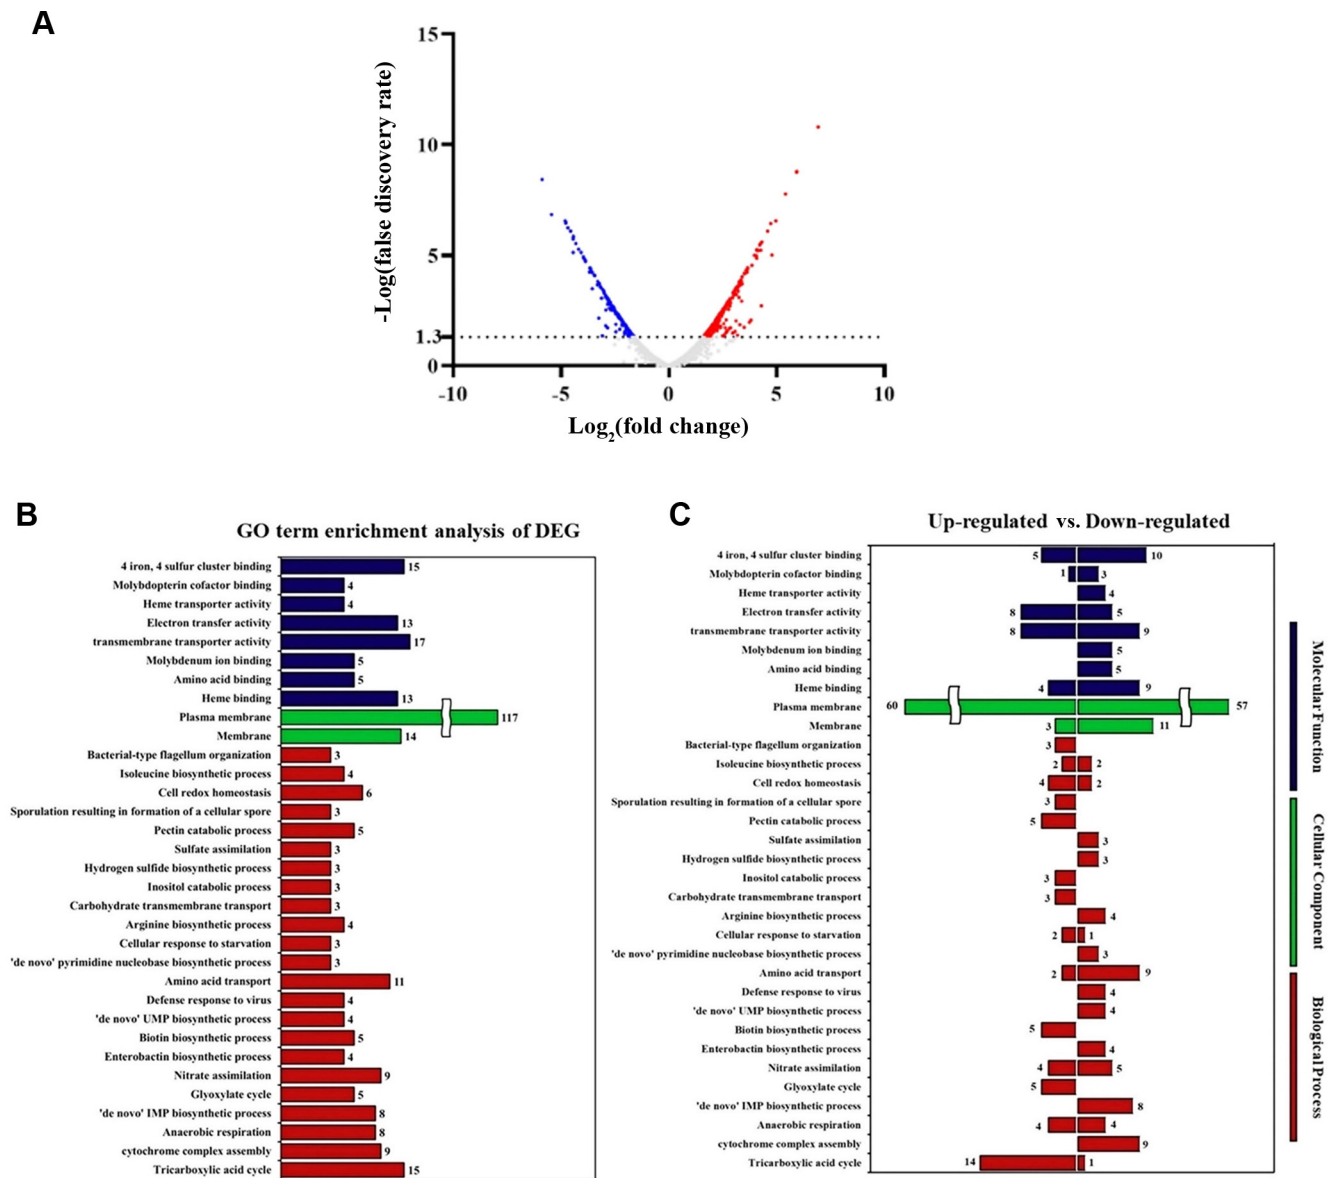 A
15
10
5
1.3
0
-10
-5
0
5
10
-Log(false discovery rate)
Log2(fold change)
B
GO term enrichment analysis of DEG
4 iron, 4 sulfur cluster binding 15
Molybdopterin cofactor binding 4
Heme transporter activity 4
Electron transfer activity 13
transmembrane transporter activity 17
Molybdenum ion binding 5
Amino acid binding 5
Heme binding 13
Plasma membrane 117
Membrane 14
Bacterial-type flagellum organization 3
Isoleucine biosynthetic process 4
Cell redox homeostasis 6
Sporulation resulting in formation of a cellular spore 3
Pectin catabolic process 5
Sulfate assimilation 3
Hydrogen sulfide biosynthetic process 3
Inositol catabolic process 3
Carbohydrate transmembrane transport 3
Arginine biosynthetic process 4
Cellular response to starvation 3
'de novo' pyrimidine nucleobase biosynthetic process 3
Amino acid transport 11
Defense response to virus 4
'de novo' UMP biosynthetic process 4
Biotin biosynthetic process 5
Enterobactin biosynthetic process 4
Nitrate assimilation 9
Glyoxylate cycle 5
'de novo' IMP biosynthetic process 8
Anaerobic respiration 8
cytochrome complex assembly 9
Tricarboxylic acid cycle 15
C
Up-regulated vs. Down-regulated
4 iron, 4 sulfur cluster binding 5 10
Molybdopterin cofactor binding 1 3
Heme transporter activity 4
Electron transfer activity 8 5
transmembrane transporter activity 8 9
Molybdenum ion binding 5
Amino acid binding 5
Heme binding 4 9
Plasma membrane 60 57
Membrane 3 11
Bacterial-type flagellum organization 3
Isoleucine biosynthetic process 2 2
Cell redox homeostasis 4 2
Sporulation resulting in formation of a cellular spore 3
Pectin catabolic process 5
Sulfate assimilation 3
Hydrogen sulfide biosynthetic process 3
Inositol catabolic process 3
Carbohydrate transmembrane transport 3
Arginine biosynthetic process 4
Cellular response to starvation 2 1
'de novo' pyrimidine nucleobase biosynthetic process 3
Amino acid transport 2 9
Defense response to virus 4
'de novo' UMP biosynthetic process 4
Biotin biosynthetic process 5
Enterobactin biosynthetic process 4
Nitrate assimilation 4 5
Glyoxylate cycle 5
'de novo' IMP biosynthetic process 8
Anaerobic respiration 4 4
cytochrome complex assembly 9
Tricarboxylic acid cycle 14 1
Molecular Function
Cellular Component
Biological Process